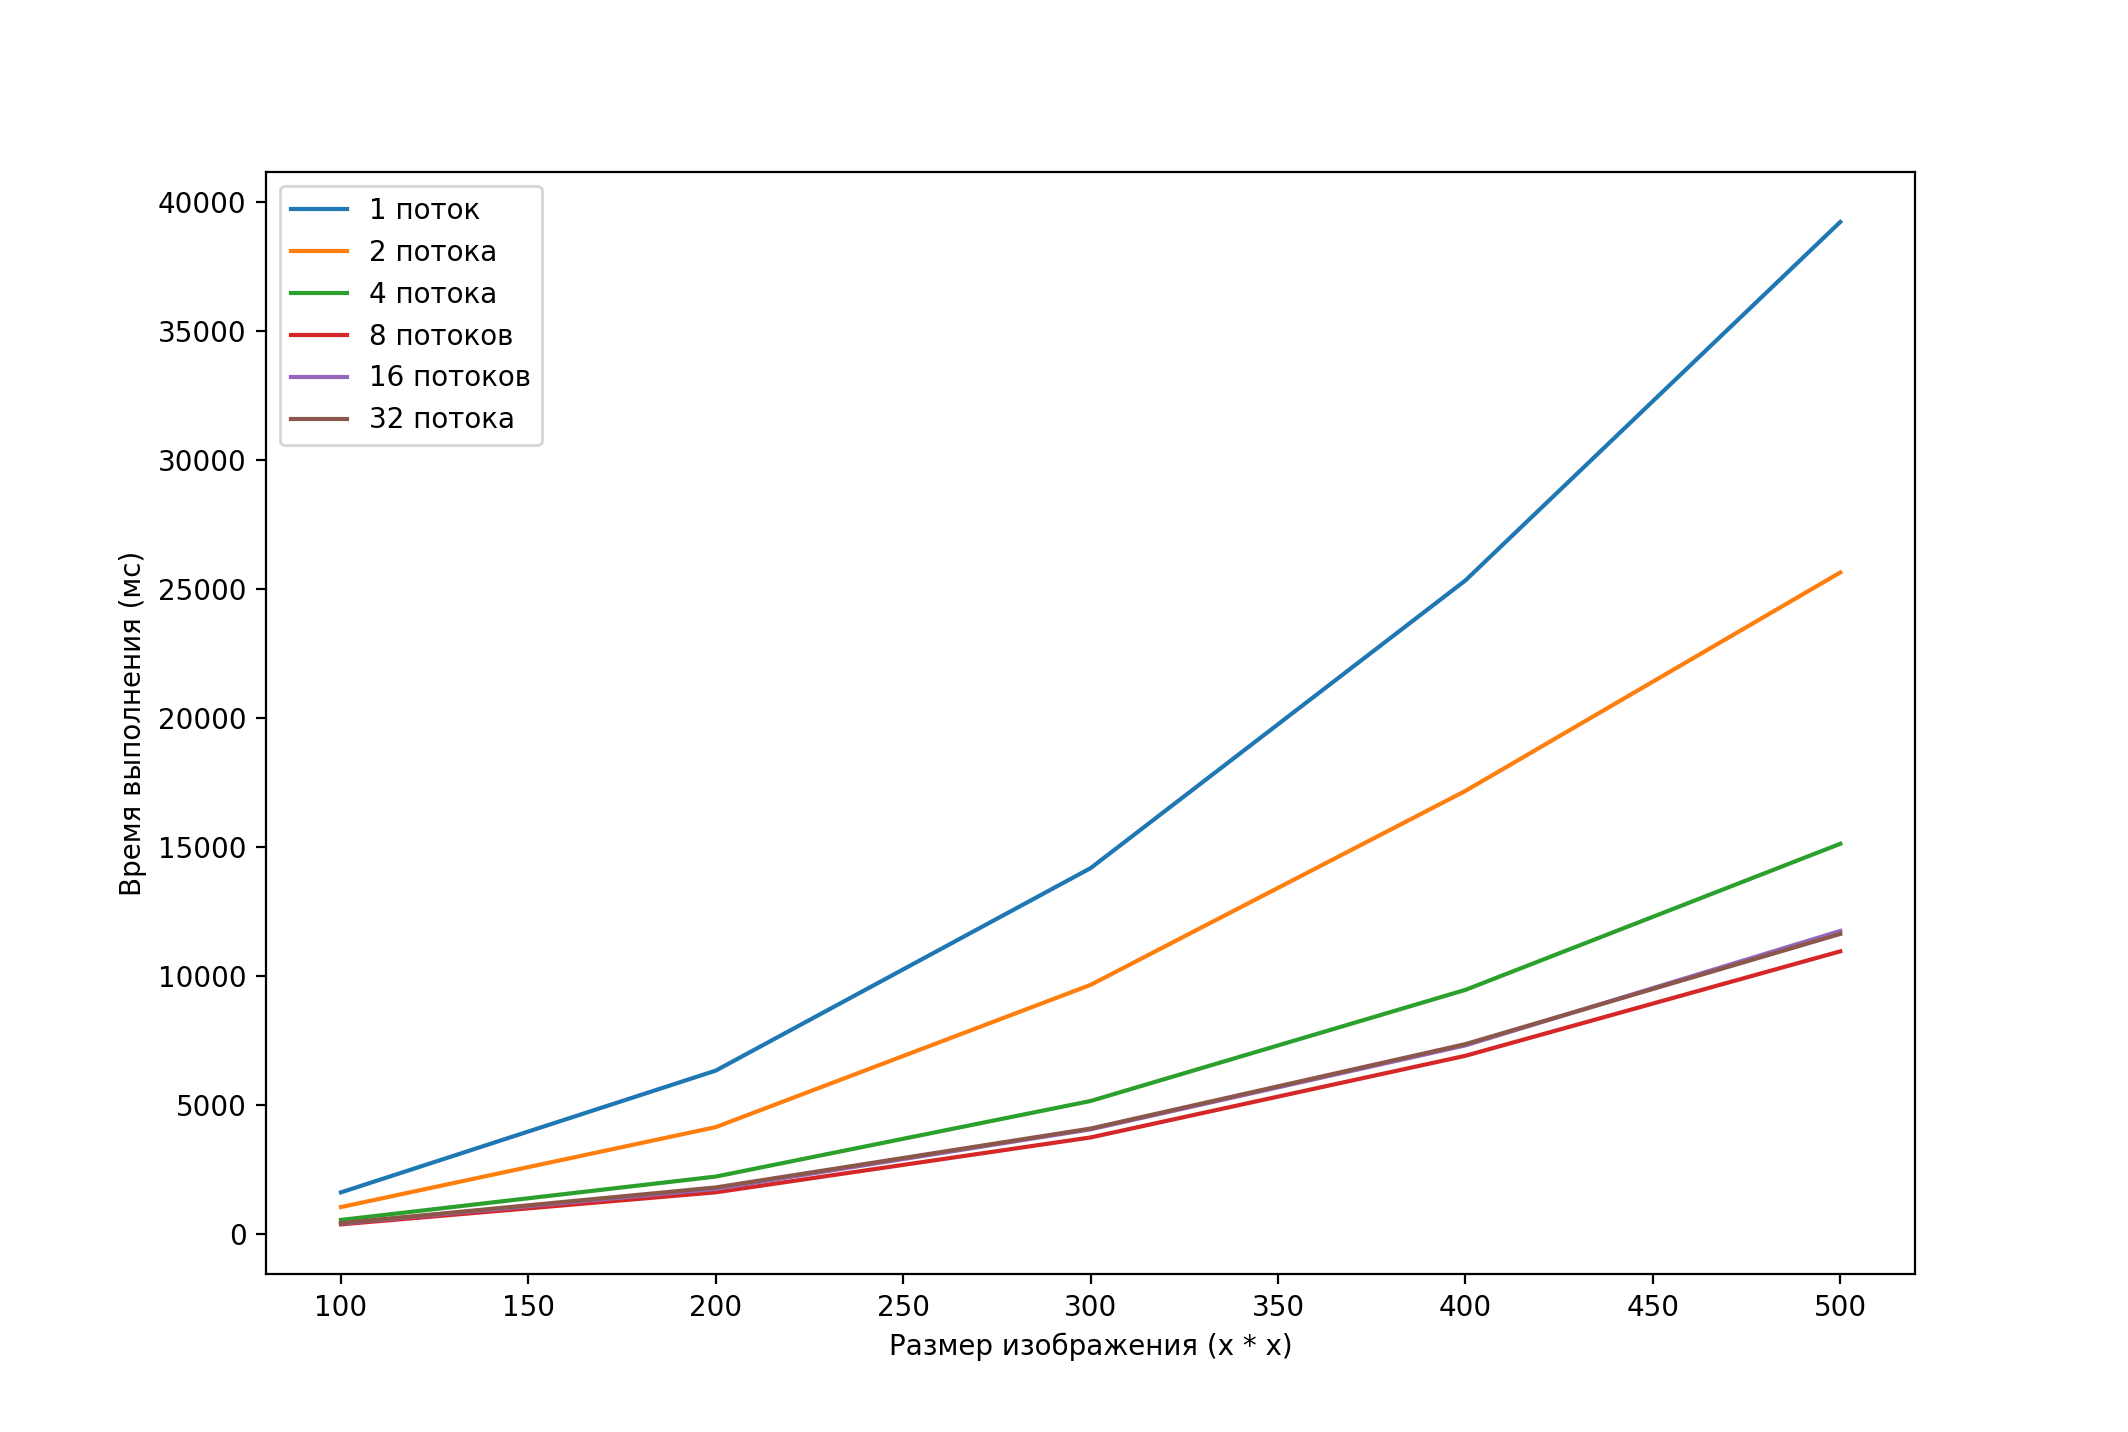 40000
35000
30000
25000
20000
15000
10000
5000
0
Время выполнения (мс)
1 поток
2 потока
4 потока
8 потоков
16 потоков
32 потока
100 150 200 250 300 350 400 450 500
Размер изображения (x * x)